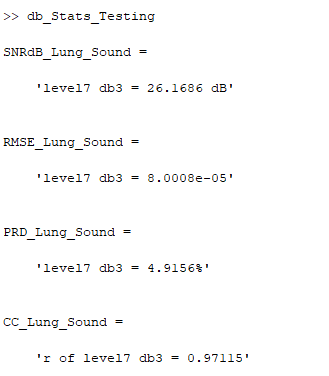 >> db_Stats_Testing
SNRdB_Lung_Sound =
'level7 db3 = 26.1686 dB'
RMSE_Lung_Sound =
'level7 db3 = 8.0008e-05'
PRD_Lung_Sound =
'level7 db3 = 4.9156%'
CC_Lung_Sound =
'r of level7 db3 = 0.97115'